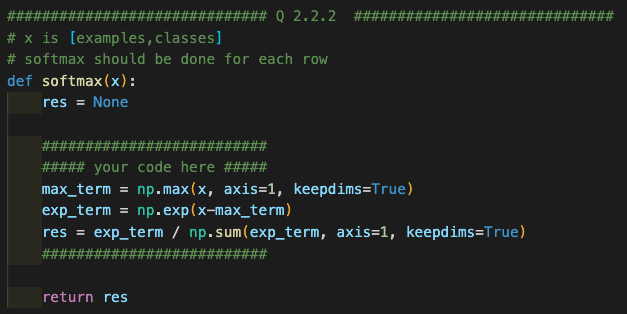 ############################## Q 2.2.2  ##############################
# x is [examples,classes]
# softmax should be done for each row
def softmax(x):
    res = None

    ##########################
    ##### your code here #####
    max_term = np.max(x, axis=1, keepdims=True)
    exp_term = np.exp(x-max_term)
    res = exp_term / np.sum(exp_term, axis=1, keepdims=True)
    ##########################

    return res